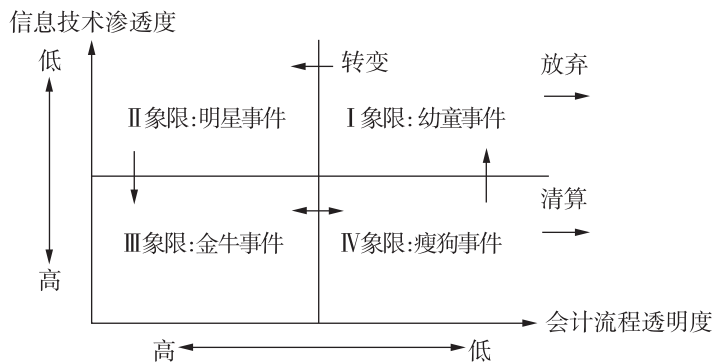 信息技术渗透度
低
转变
放弃
Ⅱ象限:明星事件
Ⅰ象限:幼童事件
清算
Ⅲ象限:金牛事件
Ⅳ象限:瘦狗事件
高
会计流程透明度
高
低